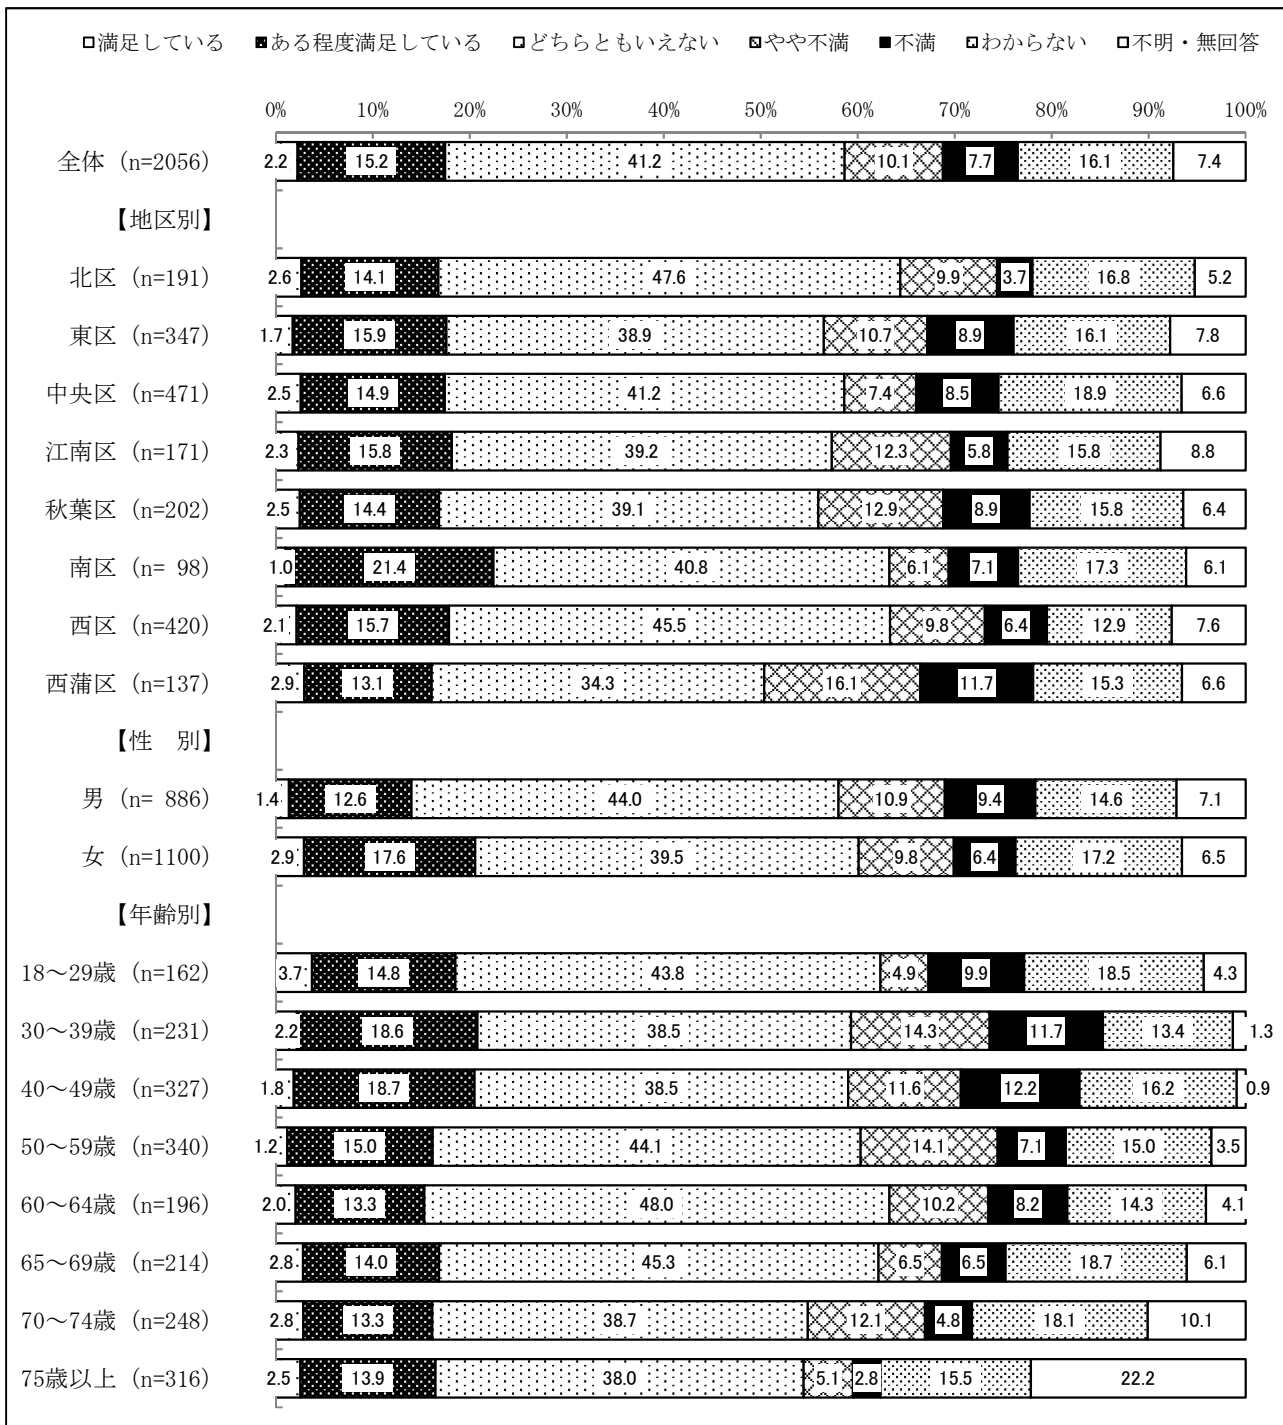 □満足している ■ある程度満足している □どちらともいえない ■やや不満 ■不満 □わからない □不明・無回答
0% 10% 20% 30% 40% 50% 60% 70% 80% 90% 100%
全体 (n=2056) 2.2 15.2 41.2 10.1 7.7 16.1 7.4
【地区別】
北区 (n=191) 2.6 14.1 47.6 9.9 3.7 16.8 5.2
東区 (n=347) 1.7 15.9 38.9 10.7 8.9 16.1 7.8
中央区 (n=471) 2.5 14.9 41.2 7.4 8.5 18.9 6.6
江南区 (n=171) 2.3 15.8 39.2 12.3 5.8 15.8 8.8
秋葉区 (n=202) 2.5 14.4 39.1 12.9 8.9 15.8 6.4
南区 (n= 98) 1.0 21.4 40.8 6.1 7.1 17.3 6.1
西区 (n=420) 2.1 15.7 45.5 9.8 6.4 12.9 7.6
西蒲区 (n=137) 2.9 13.1 34.3 16.1 11.7 15.3 6.6
【性　別】
男 (n= 886) 1.4 12.6 44.0 10.9 9.4 14.6 7.1
女 (n=1100) 2.9 17.6 39.5 9.8 6.4 17.2 6.5
【年齢別】
18～29歳 (n=162) 3.7 14.8 43.8 4.9 9.9 18.5 4.3
30～39歳 (n=231) 2.2 18.6 38.5 14.3 11.7 13.4 1.3
40～49歳 (n=327) 1.8 18.7 38.5 11.6 12.2 16.2 0.9
50～59歳 (n=340) 1.2 15.0 44.1 14.1 7.1 15.0 3.5
60～64歳 (n=196) 2.0 13.3 48.0 10.2 8.2 14.3 4.1
65～69歳 (n=214) 2.8 14.0 45.3 6.5 6.5 18.7 6.1
70～74歳 (n=248) 2.8 13.3 38.7 12.1 4.8 18.1 10.1
75歳以上 (n=316) 2.5 13.9 38.0 5.1 2.8 15.5 22.2